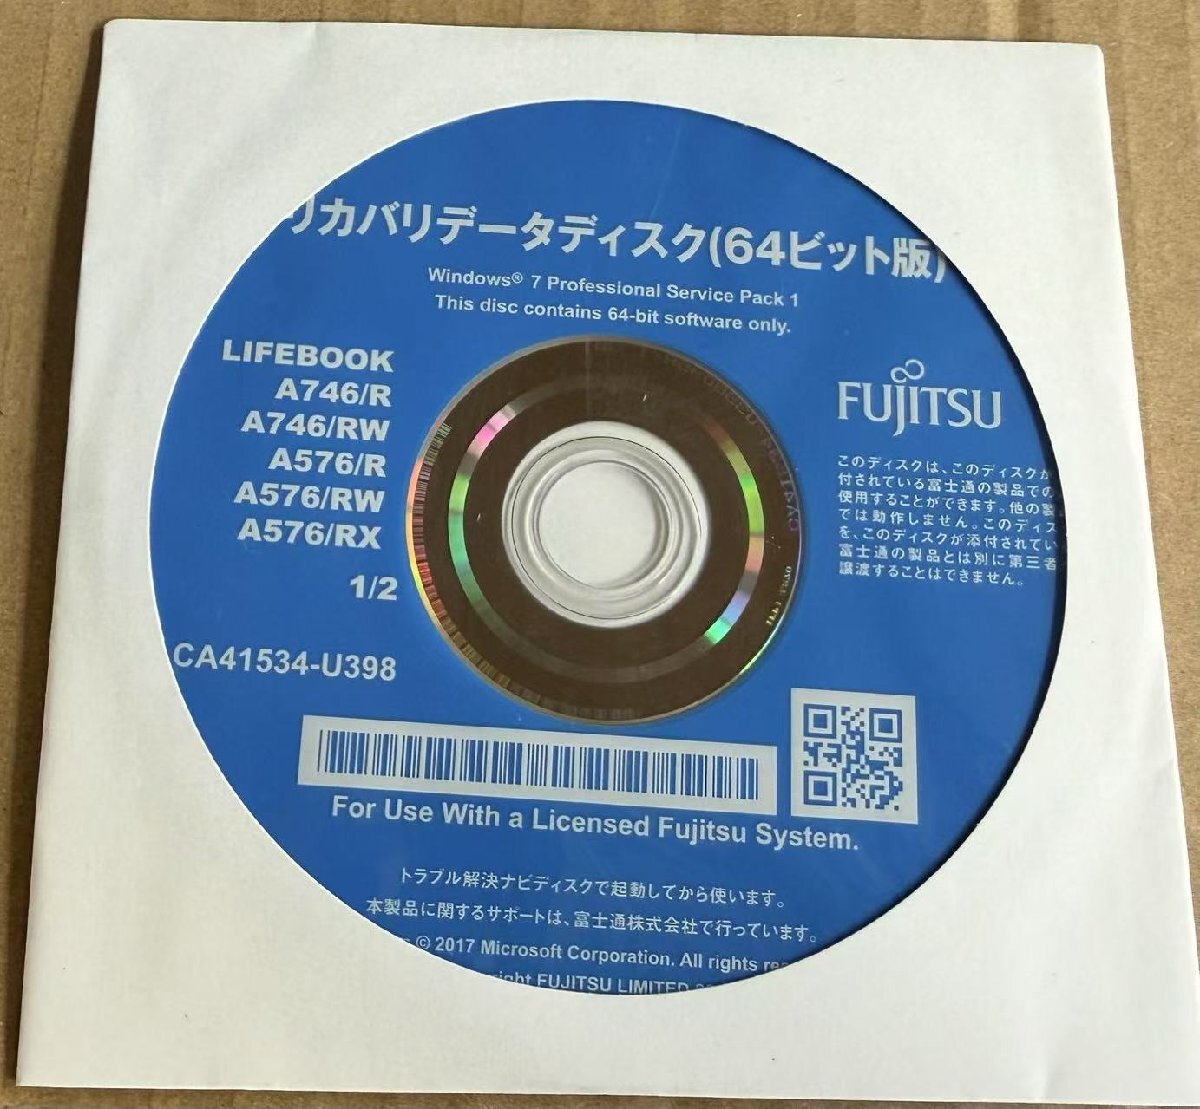 リカバリデータディスク(64ビット版)
Windows® 7 Professional Service Pack 1
This disc contains 64-bit software only.
LIFEBOOK
A746/R
A746/RW
A576/R
A576/RW
A576/RX
1/2
CA41534-U398
FUJITSU
このディスクは、このディスクが
付されている富士通の製品での
使用することができます。他の製
では動作しません。このディス
を、このディスクが添付されてい
富士通の製品とは別に第三者
譲渡することはできません。
For Use With a Licensed Fujitsu System.
トラブル解決ナビディスクで起動してから使います。
本製品に関するサポートは、富士通株式会社で行っています。
© 2017 Microsoft Corporation. All rights
FUJITSU LIMITED